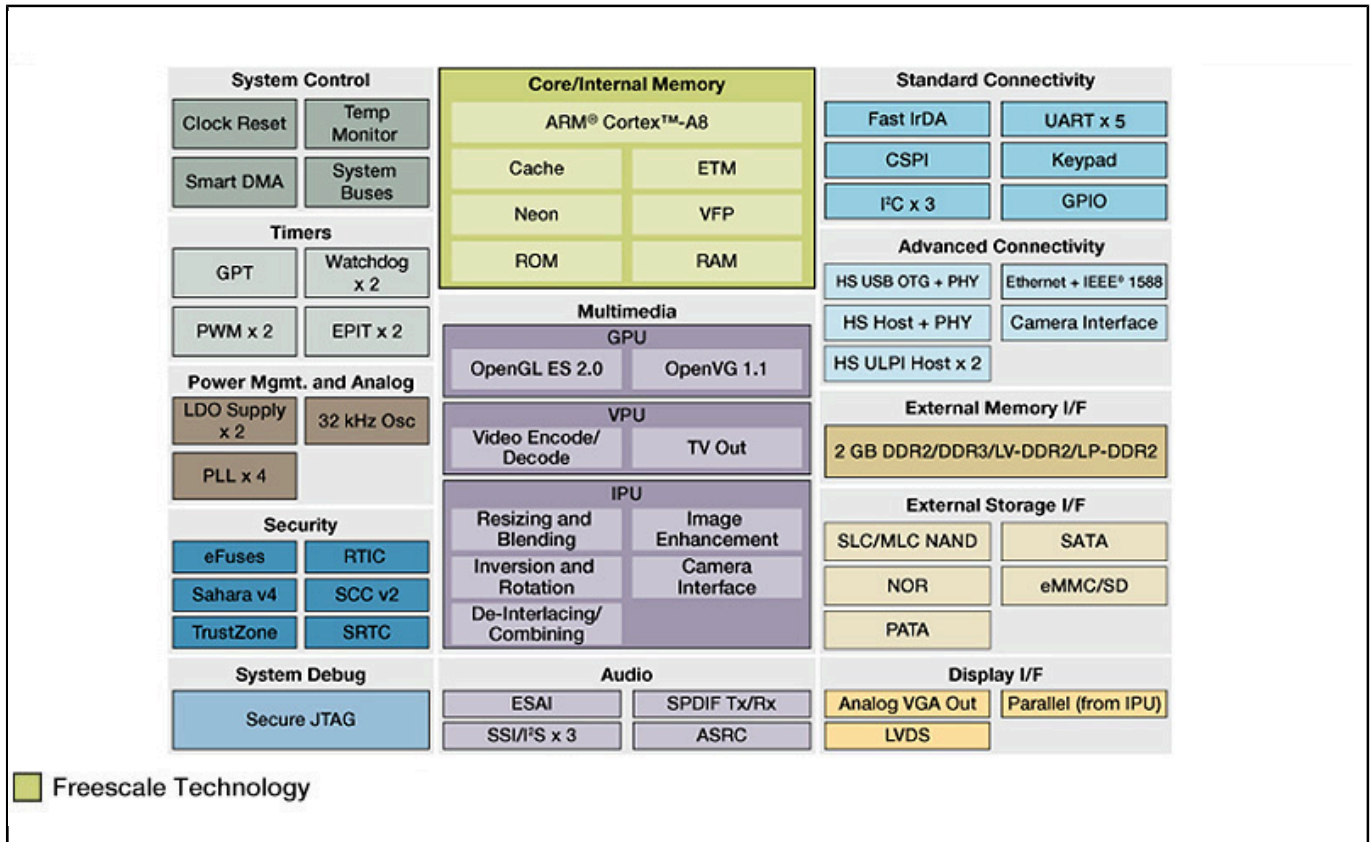 System Control
Clock Reset
Temp
Monitor
Smart DMA
System
Buses
Timers
GPT
Watchdog
x 2
PWM x 2
EPIT x 2
Power Mgmt. and Analog
LDO Supply
x 2
32 kHz Osc
PLL x 4
Security
eFuses
RTIC
Sahara v4
SCC v2
TrustZone
SRTC
System Debug
Secure JTAG
Core/Internal Memory
ARM® Cortex™-A8
Cache
ETM
Neon
VFP
ROM
RAM
Multimedia
GPU
OpenGL ES 2.0
OpenVG 1.1
VPU
Video Encode/
Decode
TV Out
IPU
Resizing and
Blending
Image
Enhancement
Inversion and
Rotation
Camera
Interface
De-Interlacing/
Combining
Audio
ESAI
SPDIF Tx/Rx
SSI/I²S x 3
ASRC
Standard Connectivity
Fast IrDA
UART x 5
CSPI
Keypad
I²C x 3
GPIO
Advanced Connectivity
HS USB OTG + PHY
Ethernet + IEEE® 1588
HS Host + PHY
Camera Interface
HS ULPI Host x 2
External Memory I/F
2 GB DDR2/DDR3/LV-DDR2/LP-DDR2
External Storage I/F
SLC/MLC NAND
SATA
NOR
eMMC/SD
PATA
Display I/F
Analog VGA Out
Parallel (from IPU)
LVDS
Freescale Technology